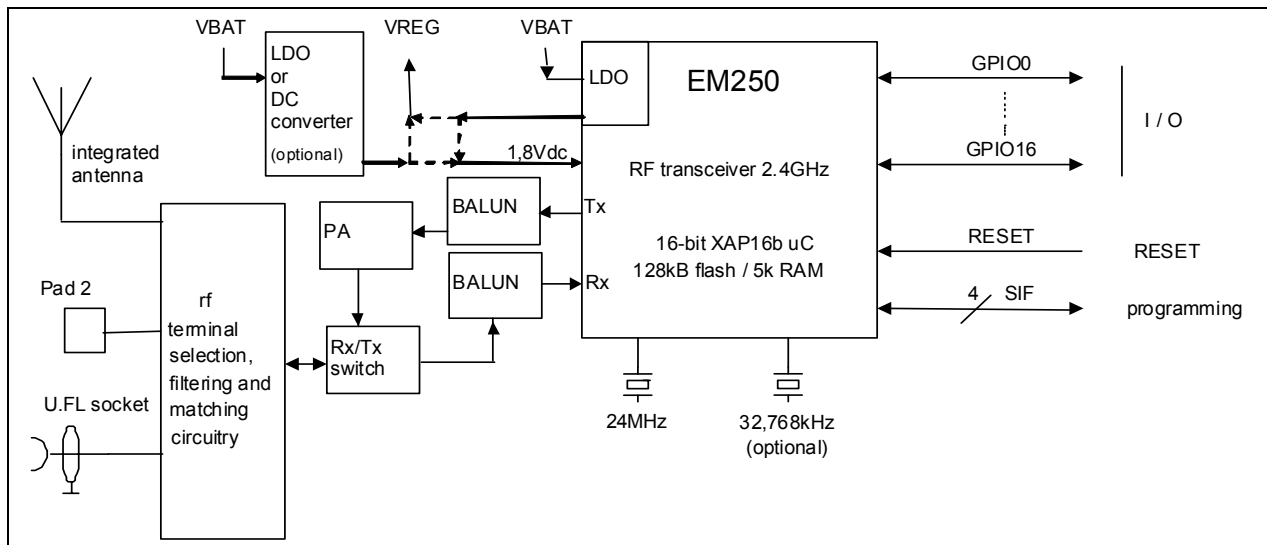 VBAT
LDO
or
DC
converter
(optional)
VREG
VBAT
LDO
EM250
1,8Vdc
RF transceiver 2.4GHz
16-bit XAP16b uC
128kB flash / 5k RAM
Tx
Rx
GPIO0
GPIO16
I / O
RESET
RESET
4
SIF
programming
integrated
antenna
BALUN
PA
BALUN
Pad 2
rf
terminal
selection,
filtering and
matching
circuitry
Rx/Tx
switch
U.FL socket
24MHz
32,768kHz
(optional)